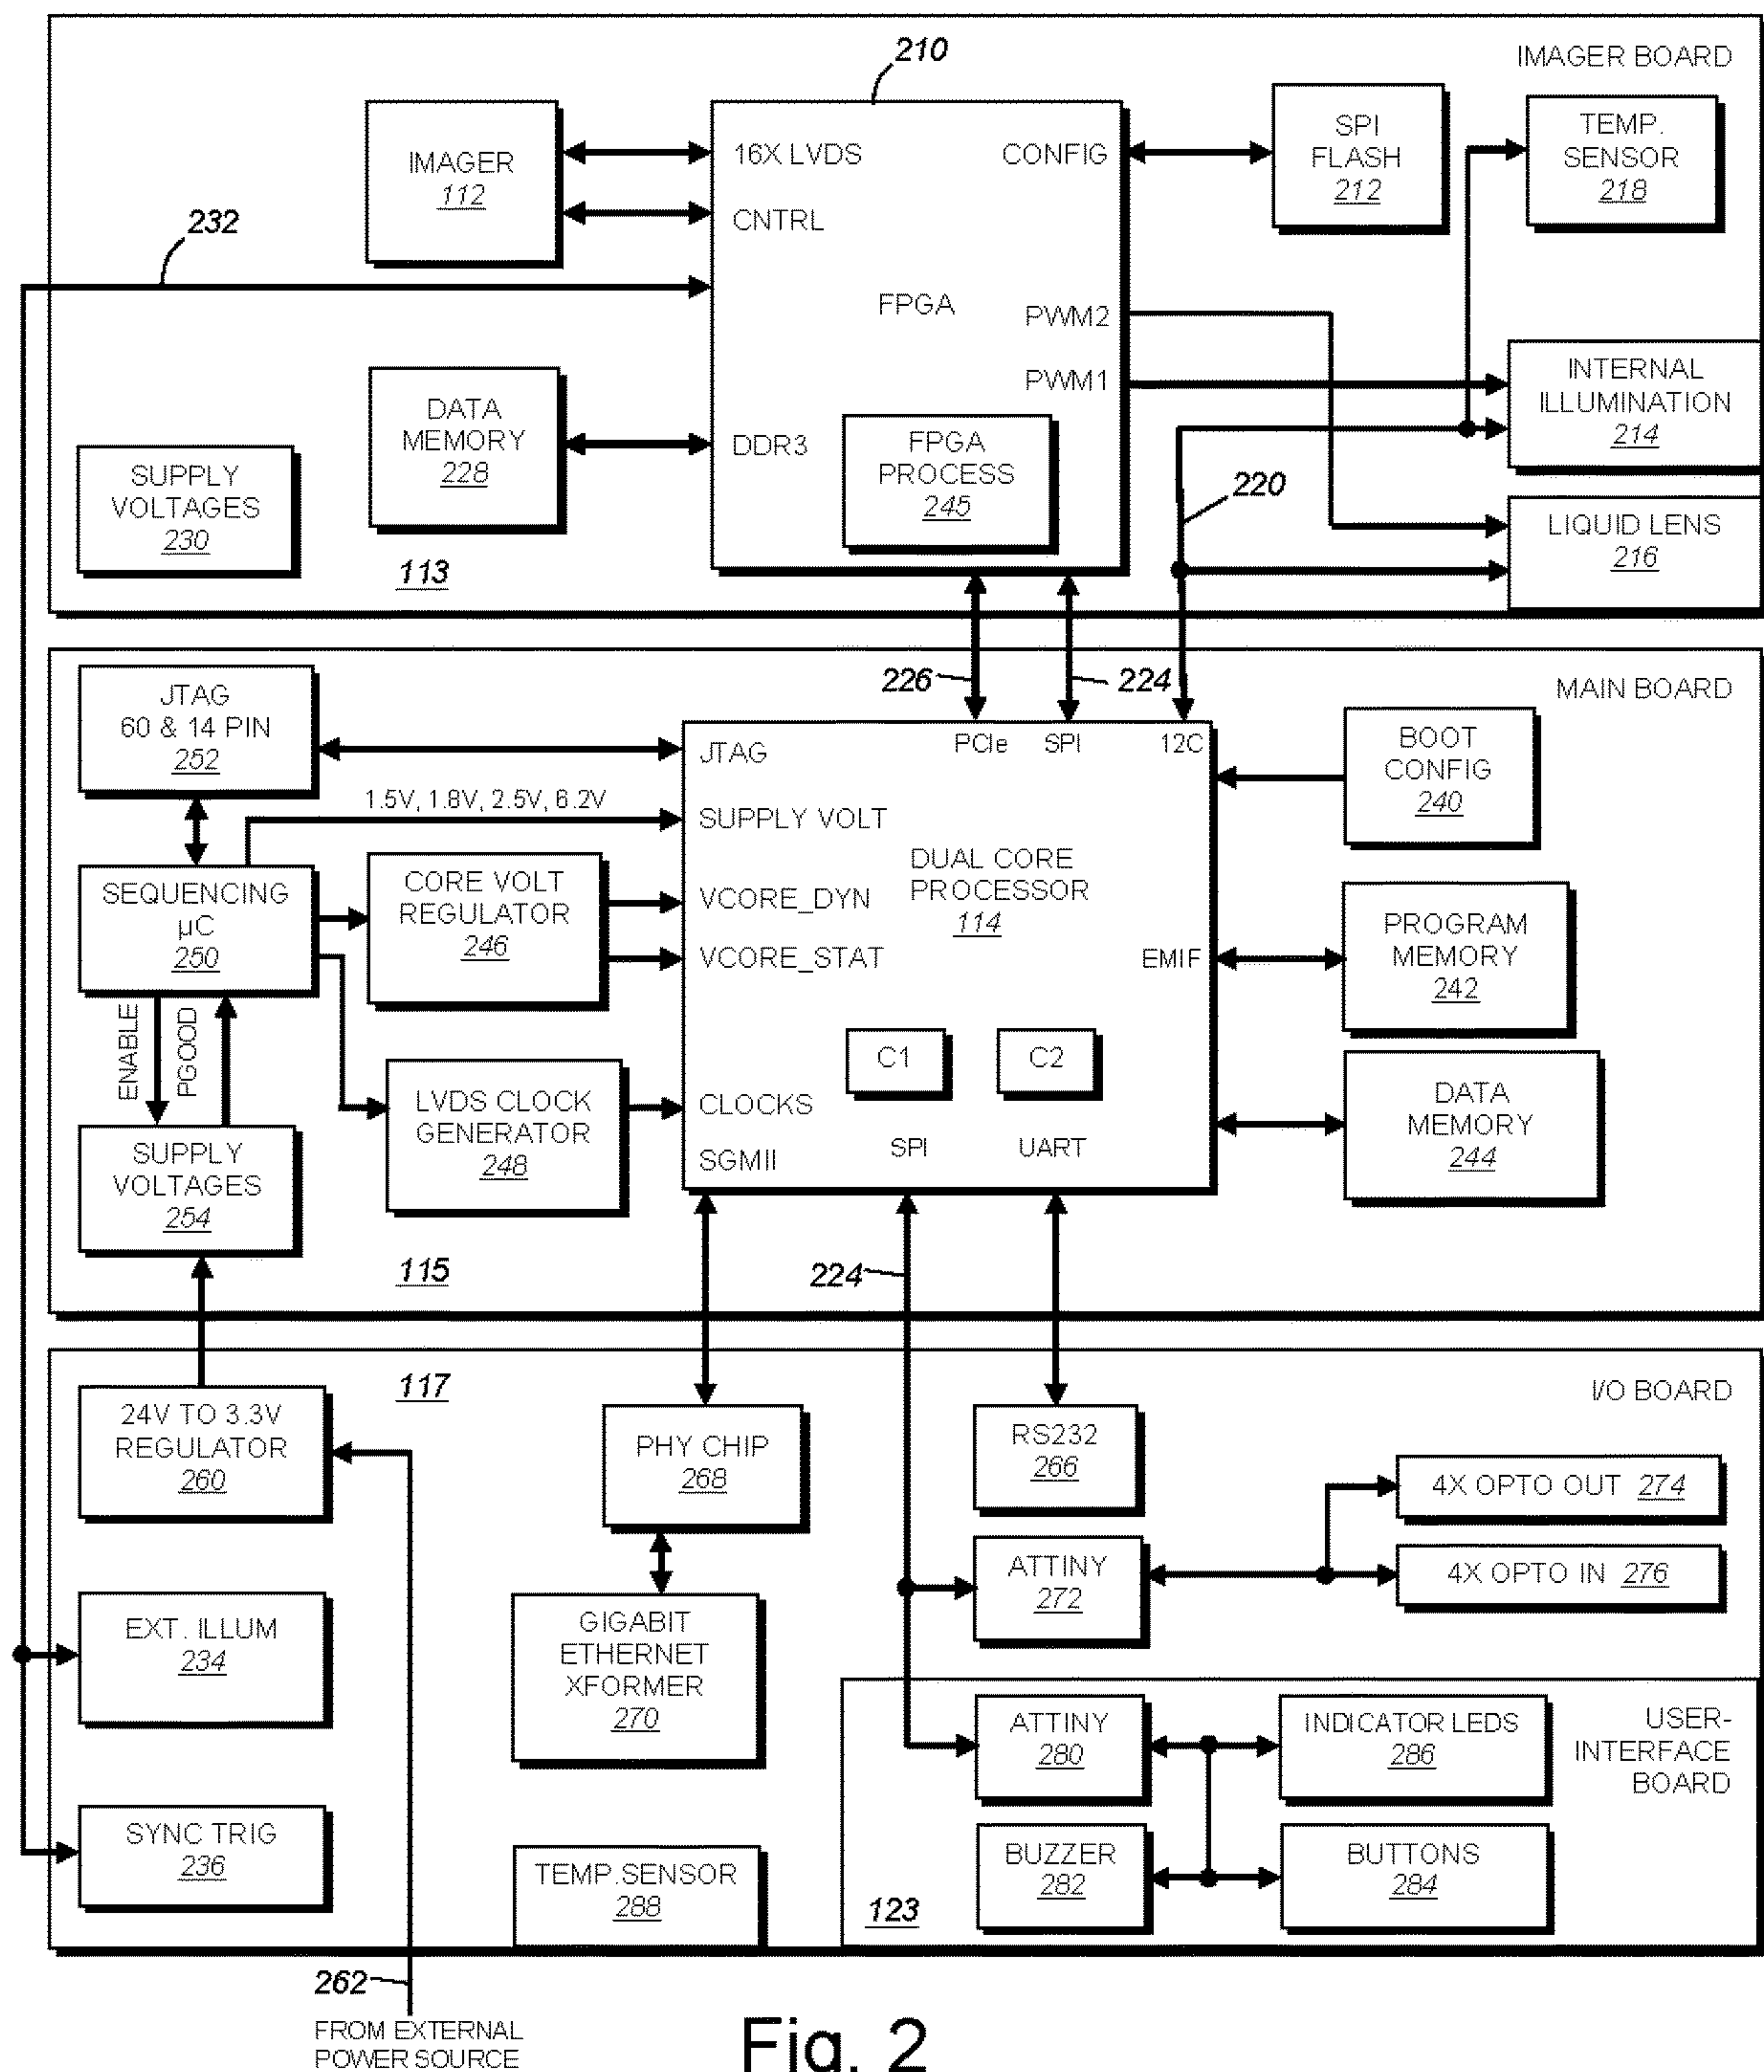 210
IMAGER BOARD
IMAGER
112
16X LVDS
CNTRL
CONFIG
SPI
FLASH
212
TEMP.
SENSOR
218
232
FPGA
PWM2
PWM1
INTERNAL
ILLUMINATION
214
DATA
MEMORY
228
DDR3
FPGA
PROCESS
245
SUPPLY
VOLTAGES
230
220
LIQUID LENS
216
113
MAIN BOARD
226
224
JTAG
60 & 14 PIN
252
JTAG
PCIe
SPI
12C
BOOT
CONFIG
240
1.5V, 1.8V, 2.5V, 6.2V
SUPPLY VOLT
SEQUENCING
µC
250
CORE VOLT
REGULATOR
246
VCORE_DYN
VCORE_STAT
DUAL CORE
PROCESSOR
114
EMIF
PROGRAM
MEMORY
242
ENABLE
PGOOD
C1
C2
LVDS CLOCK
GENERATOR
248
CLOCKS
SGMII
SPI
UART
DATA
MEMORY
244
SUPPLY
VOLTAGES
254
115
224
117
I/O BOARD
24V TO 3.3V
REGULATOR
260
PHY CHIP
268
RS232
266
4X OPTO OUT 274
4X OPTO IN 276
ATTINY
272
EXT. ILLUM
234
GIGABIT
ETHERNET
XFORMER
270
ATTINY
280
INDICATOR LEDS
286
USER-
INTERFACE
BOARD
SYNC TRIG
236
TEMP.SENSOR
288
BUZZER
282
BUTTONS
284
123
262
FROM EXTERNAL
POWER SOURCE
Fig. 2